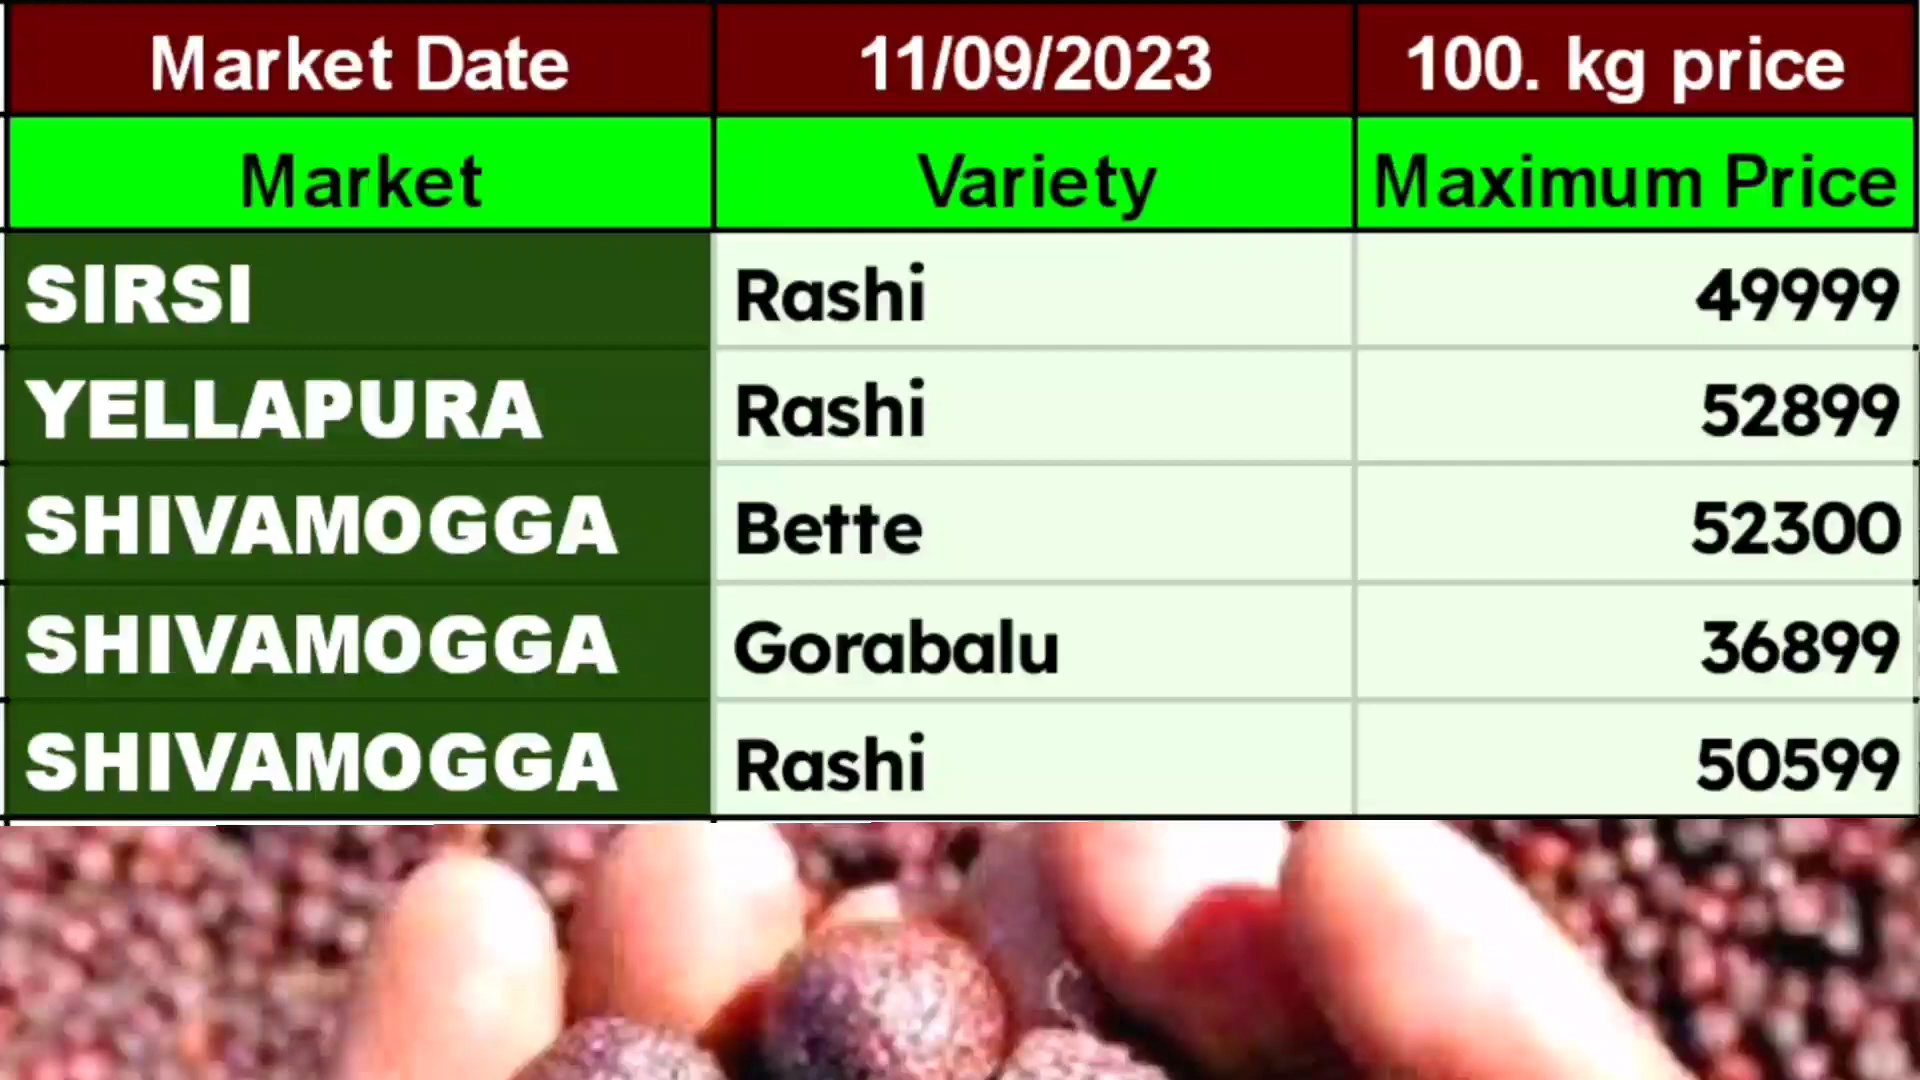 Market Date 11/09/2023 100. kg price
Market Variety Maximum Price
SIRSI Rashi 49999
YELLAPURA Rashi 52899
SHIVAMOGGA Bette 52300
SHIVAMOGGA Gorabalu 36899
SHIVAMOGGA Rashi 50599